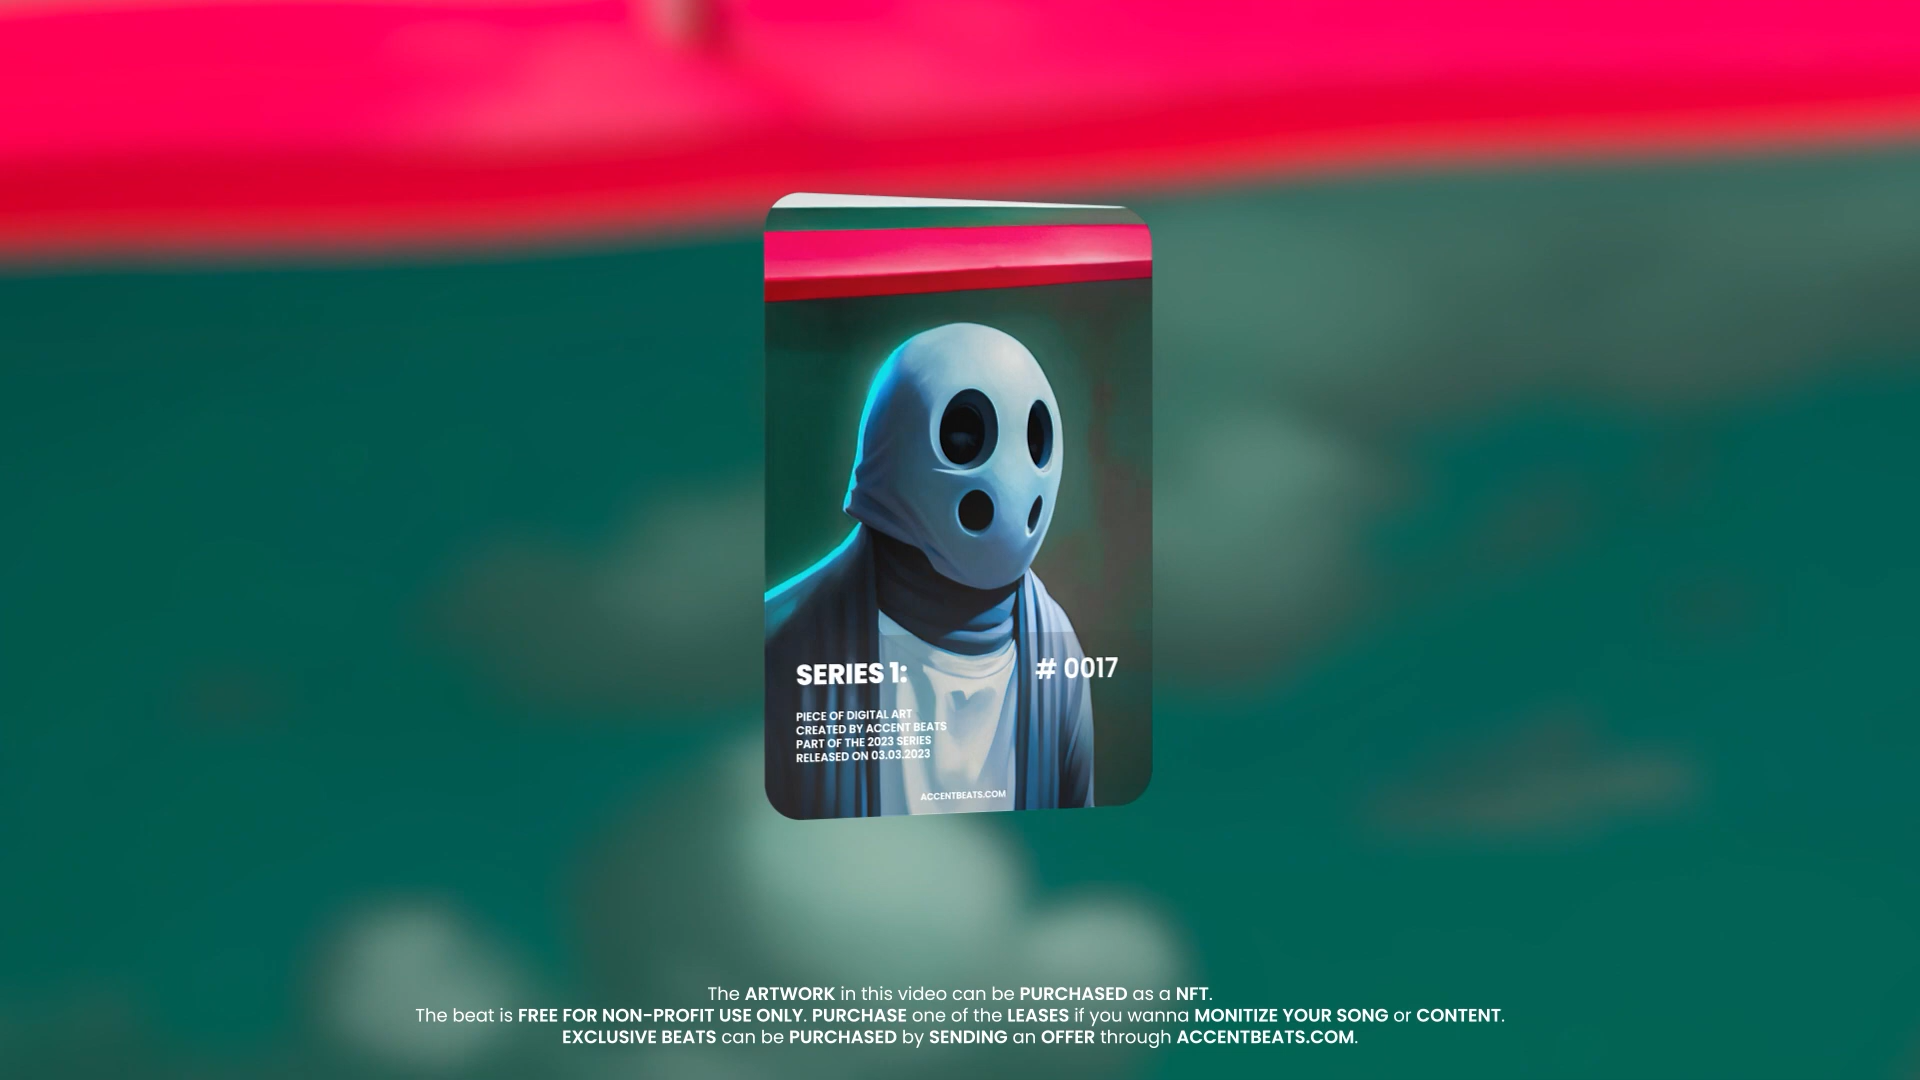 SERIES 1:
# 0017
PIECE OF DIGITAL ART
CREATED BY ACCENT BEATS
PART OF THE 2023 SERIES
RELEASED ON 03.03.2023
ACCENTBEATS.COM
The ARTWORK in this video can be PURCHASED as a NFT.
The beat is FREE FOR NON-PROFIT USE ONLY. PURCHASE one of the LEASES if you wanna MONITIZE YOUR SONG or CONTENT.
EXCLUSIVE BEATS can be PURCHASED by SENDING an OFFER through ACCENTBEATS.COM.